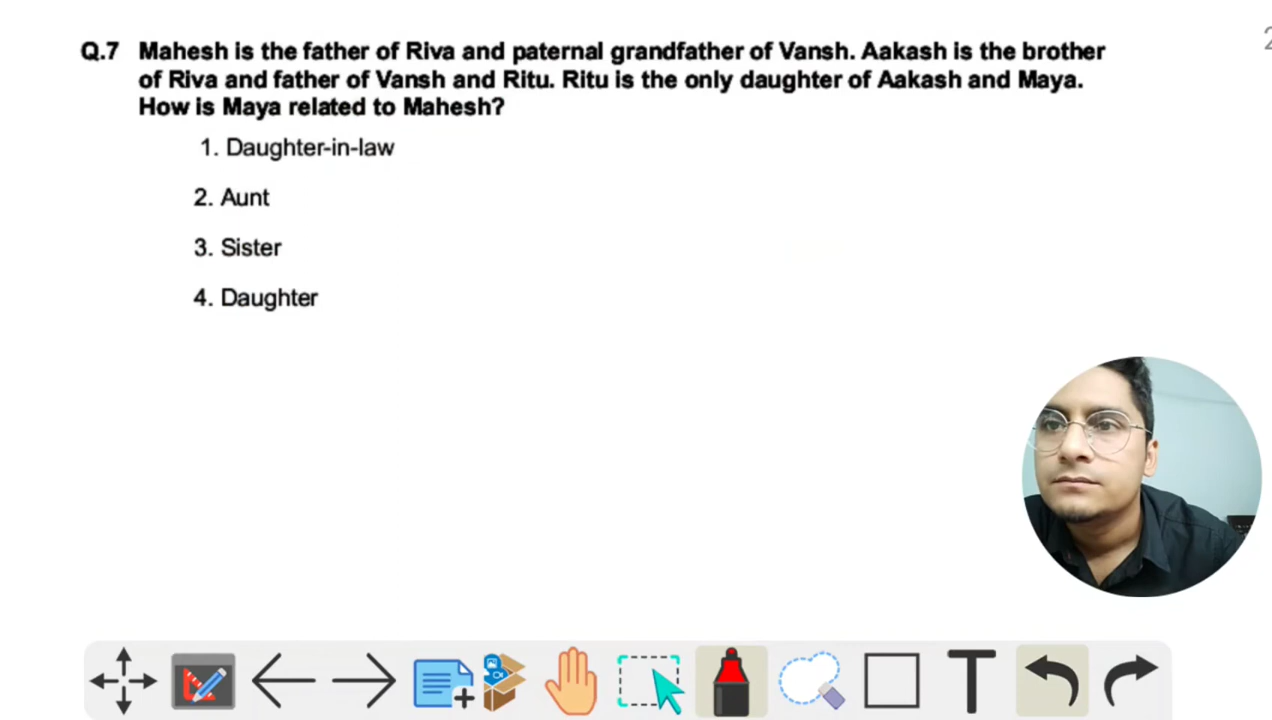 Q.7 Mahesh is the father of Riva and paternal grandfather of Vansh. Aakash is the brother
of Riva and father of Vansh and Ritu. Ritu is the only daughter of Aakash and Maya.
How is Maya related to Mahesh?
1. Daughter-in-law
2. Aunt
3. Sister
4. Daughter